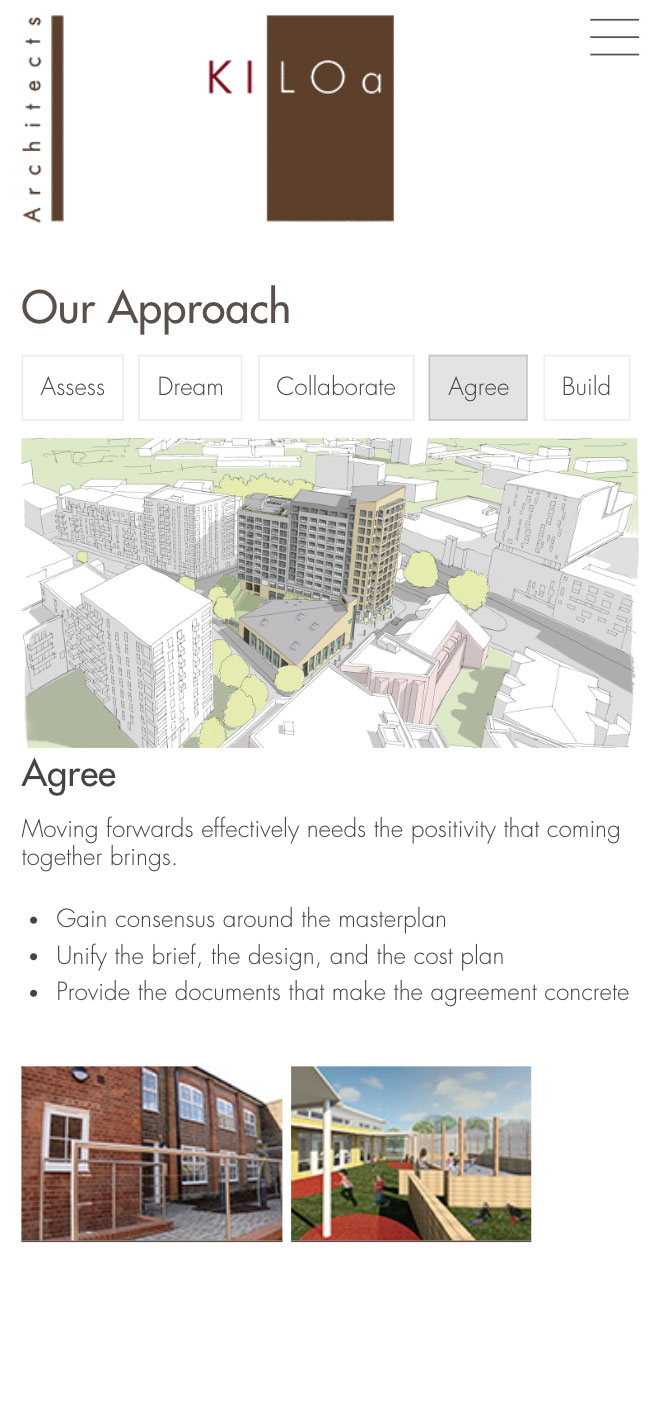 Architects
KILOa
Our Approach
Assess
Dream
Collaborate
Agree
Build
Agree
Moving forwards effectively needs the positivity that coming
together brings.
• Gain consensus around the masterplan
• Unify the brief, the design, and the cost plan
• Provide the documents that make the agreement concrete